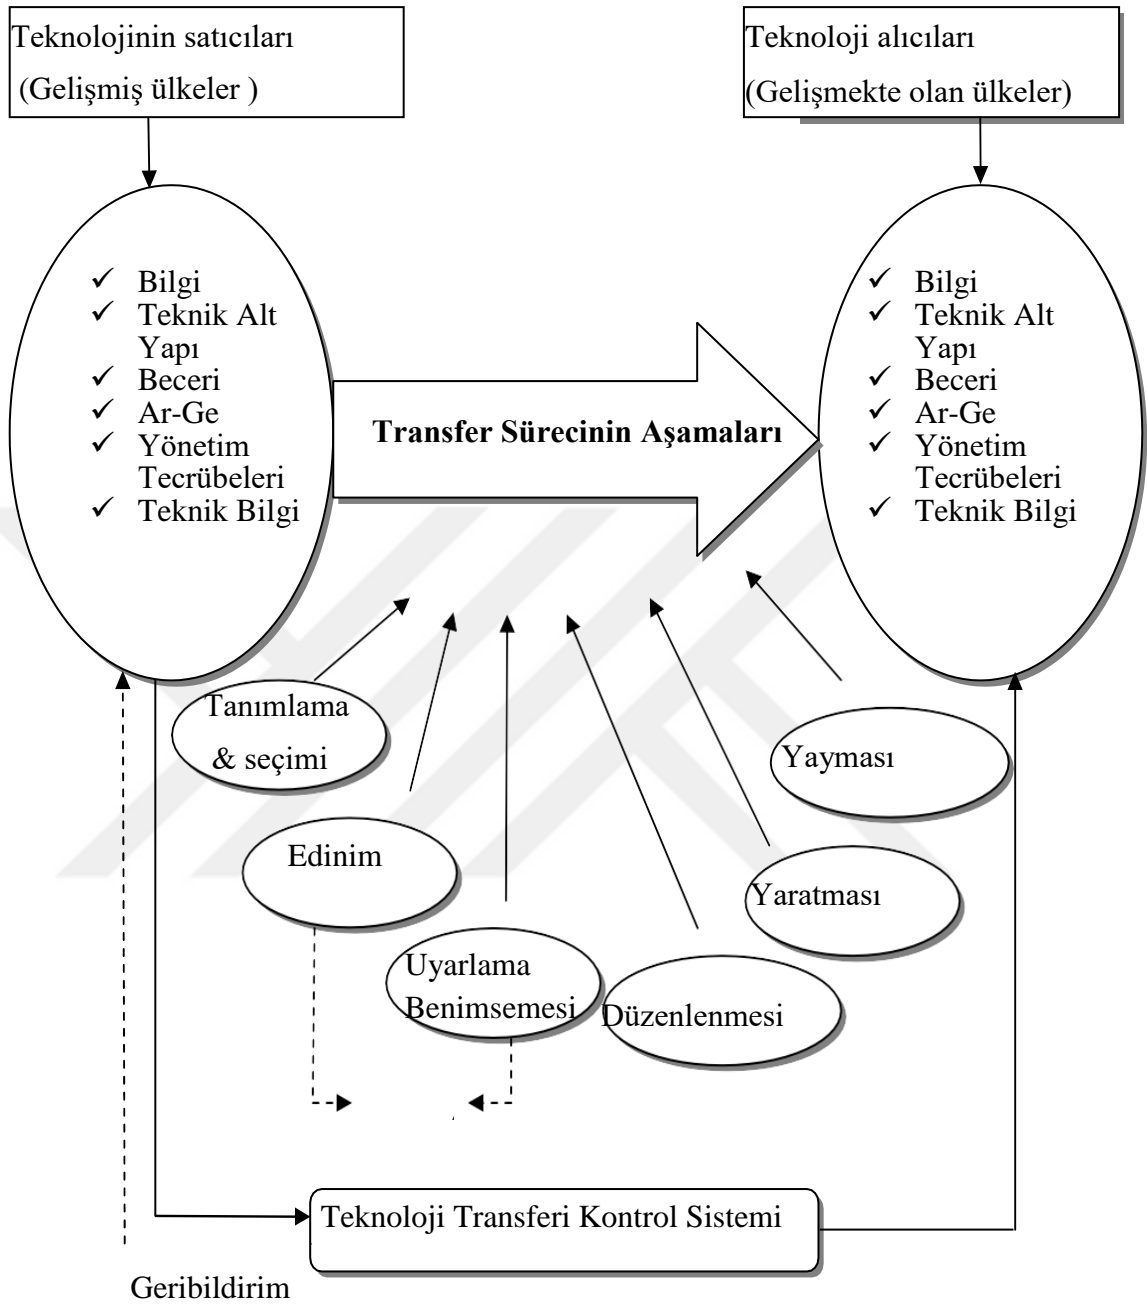 Teknolojinin satıcıları
(Gelişmiş ülkeler )
Teknoloji alıcıları
(Gelişmekte olan ülkeler)
✓ Bilgi
✓ Teknik Alt
Yapı
✓ Beceri
✓ Ar-Ge
✓ Yönetim
Tecrübeleri
✓ Teknik Bilgi
Transfer Sürecinin Aşamaları
✓ Bilgi
✓ Teknik Alt
Yapı
✓ Beceri
✓ Ar-Ge
✓ Yönetim
Tecrübeleri
✓ Teknik Bilgi
Tanımlama
& seçimi
Edinim
Uyarlama
Benimsemesi
Düzenlenmesi
Yaratması
Yayması
Teknoloji Transferi Kontrol Sistemi
Geribildirim